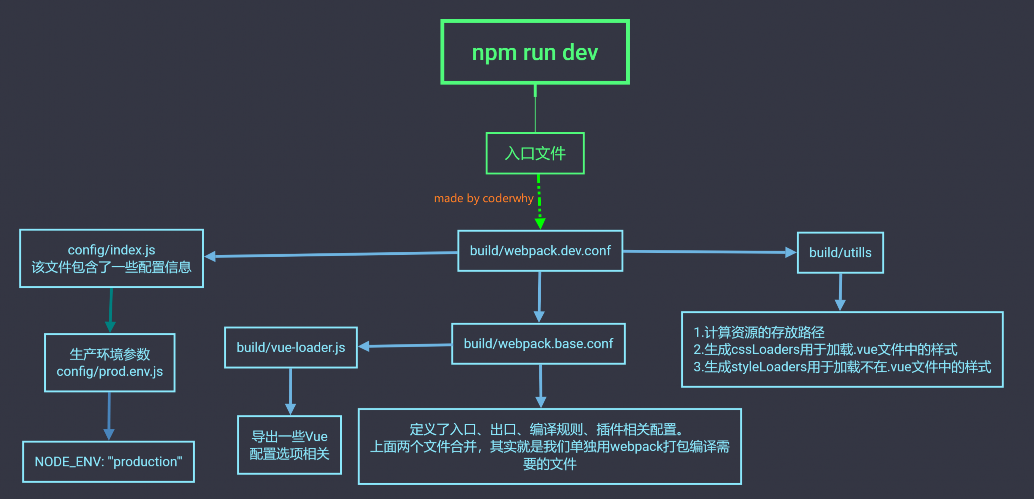 npm run dev
入口文件
made by coderwhy
config/index.js
该文件包含了一些配置信息
build/webpack.dev.conf
build/utills
生产环境参数
config/prod.env.js
build/vue-loader.js
build/webpack.base.conf
1.计算资源的存放路径
2.生成cssLoaders用于加载.vue文件中的样式
3.生成styleLoaders用于加载不在.vue文件中的样式
NODE_ENV: '"production"'
导出一些Vue
配置选项相关
定义了入口、出口、编译规则、插件相关配置。
上面两个文件合并，其实就是我们单独用webpack打包编译需
要的文件